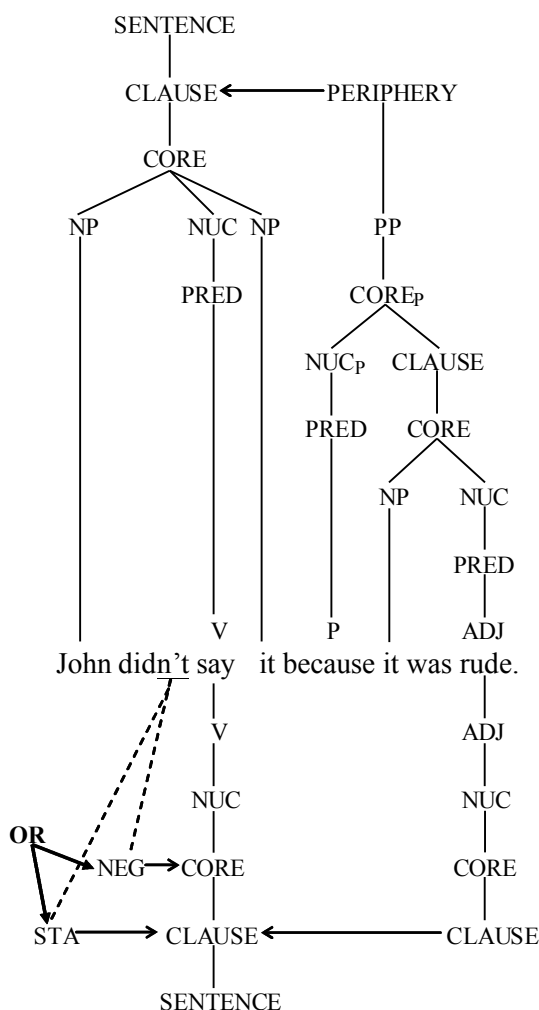 SENTENCE
CLAUSE PERIPHERY
CORE
NP NUC NP PP
PRED COREP
NUCP CLAUSE
PRED CORE
NP NUC
PRED
V P ADJ
John didn't say it because it was rude.
V ADJ
NUC NUC
OR
NEG CORE CORE
STA CLAUSE CLAUSE
SENTENCE